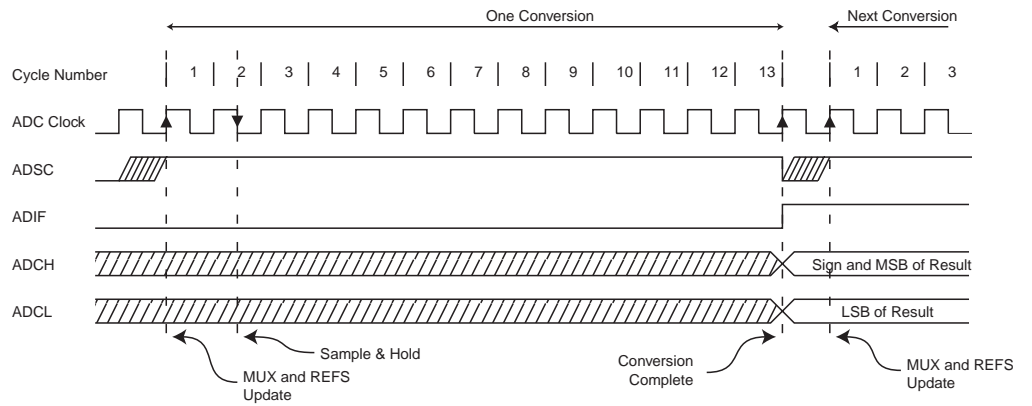 One Conversion
Next Conversion
Cycle Number 1 2 3 4 5 6 7 8 9 10 11 12 13 1 2 3
ADC Clock
ADSC
ADIF
ADCH
Sign and MSB of Result
ADCL
LSB of Result
Sample & Hold
MUX and REFS
Update
Conversion
Complete
MUX and REFS
Update